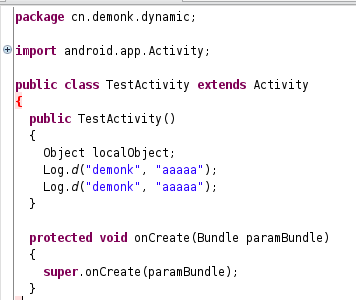 package cn.demonk.dynamic;
import android.app.Activity;
public class TestActivity extends Activity
{
public TestActivity()
{
Object localObject;
Log.d("demonk", "aaaaa");
Log.d("demonk", "aaaaa");
}
protected void onCreate(Bundle paramBundle)
{
super.onCreate(paramBundle);
}